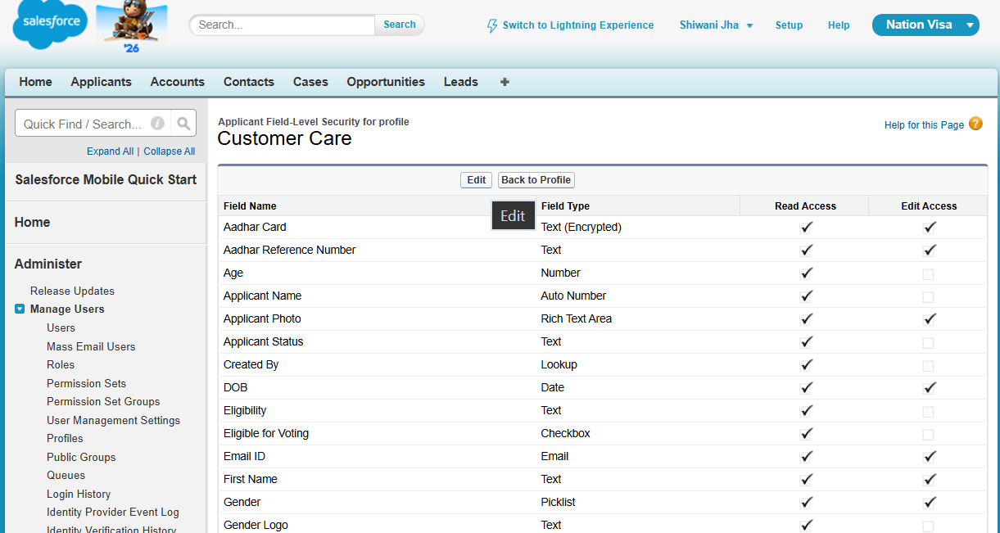 salesforce
'26
Search...
Search
Switch to Lightning Experience
Shiwani Jha
Setup
Help
Nation Visa
Home Applicants Accounts Contacts Cases Opportunities Leads +
Quick Find / Search...
i
Expand All | Collapse All
Salesforce Mobile Quick Start
Home
Administer
Release Updates
Manage Users
Users
Mass Email Users
Roles
Permission Sets
Permission Set Groups
User Management Settings
Profiles
Public Groups
Queues
Login History
Identity Provider Event Log
Identity Verification History
Applicant Field-Level Security for profile
Customer Care
Help for this Page ?
Edit Back to Profile
Edit
Field Name Field Type Read Access Edit Access
Aadhar Card Text (Encrypted)
Aadhar Reference Number Text
Age Number
Applicant Name Auto Number
Applicant Photo Rich Text Area
Applicant Status Text
Created By Lookup
DOB Date
Eligibility Text
Eligible for Voting Checkbox
Email ID Email
First Name Text
Gender Picklist
Gender Logo Text